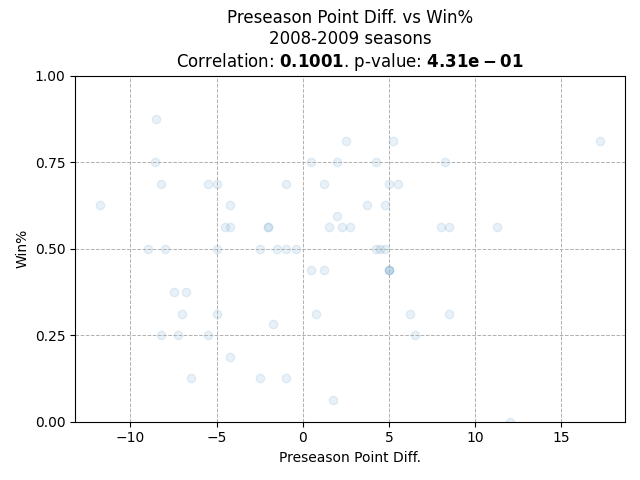 Preseason Point Diff. vs Win%
2008-2009 seasons
Correlation: 0.1001. p-value: 4.31e − 01
1.00
0.75
0.50
0.25
0.00
Win%
−10
−5
0
5
10
15
Preseason Point Diff.